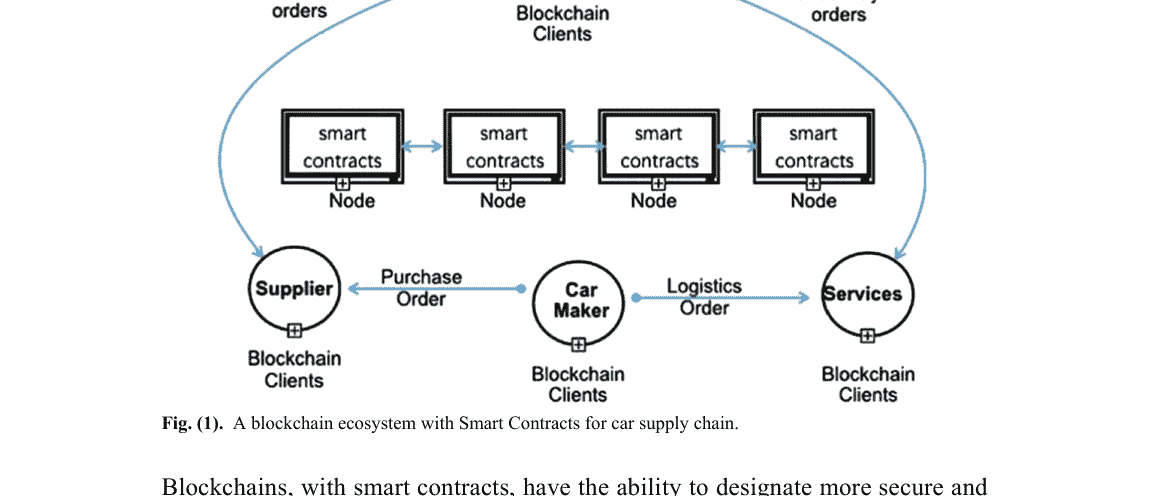 orders
Blockchain
Clients
orders
smart
contracts
smart
contracts
smart
contracts
smart
contracts
Node
Node
Node
Node
Supplier
Purchase
Order
Car
Maker
Logistics
Order
Services
Blockchain
Clients
Blockchain
Clients
Blockchain
Clients
Fig. (1). A blockchain ecosystem with Smart Contracts for car supply chain.
Blockchains, with smart contracts, have the ability to designate more secure and